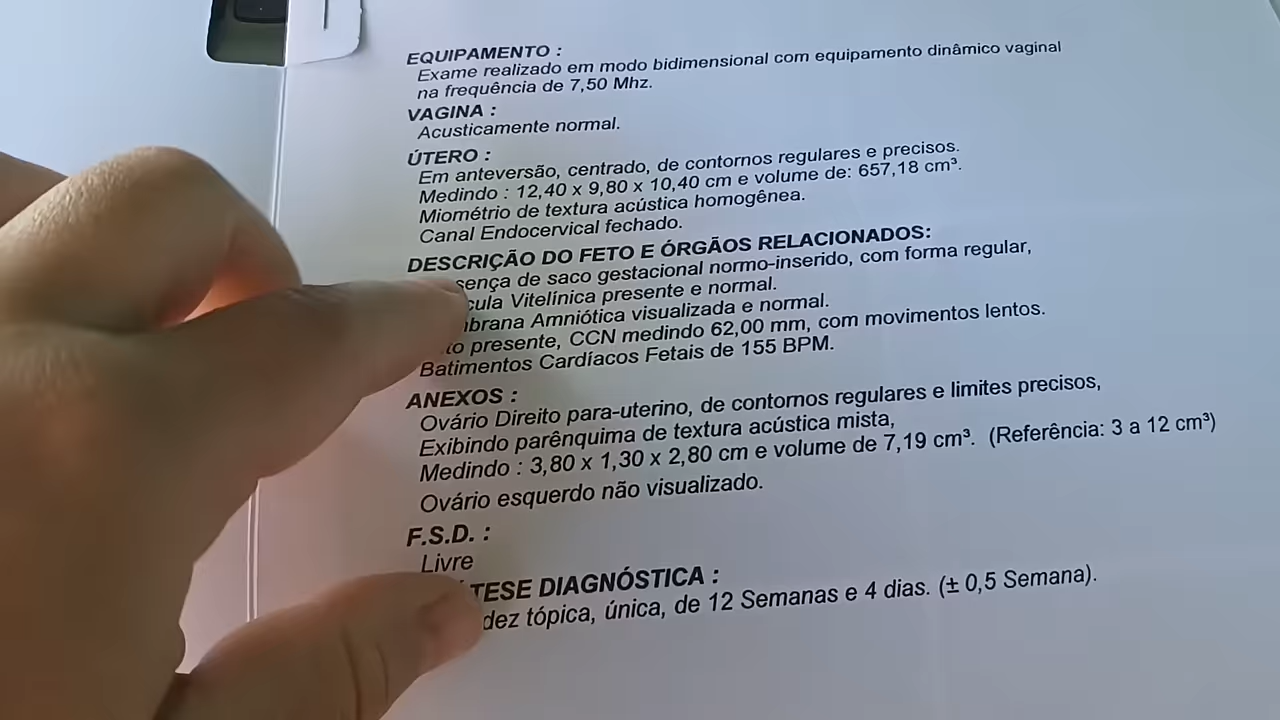 EQUIPAMENTO :
Exame realizado em modo bidimensional com equipamento dinâmico vaginal
na frequência de 7,50 Mhz.
VAGINA :
Acusticamente normal.
ÚTERO :
Em anteversão, centrado, de contornos regulares e precisos.
Medindo : 12,40 x 9,80 x 10,40 cm e volume de: 657,18 cm³.
Miométrio de textura acústica homogênea.
Canal Endocervical fechado.
DESCRIÇÃO DO FETO E ÓRGÃOS RELACIONADOS:
de saco gestacional normo-inserido, com forma regular,
Vitelínica presente e normal.
Amniótica visualizada e normal.
presente, CCN medindo 62,00 mm, com movimentos lentos.
Batimentos Cardíacos Fetais de 155 BPM.
ANEXOS :
Ovário Direito para-uterino, de contornos regulares e limites precisos,
Exibindo parênquima de textura acústica mista,
Medindo : 3,80 x 1,30 x 2,80 cm e volume de 7,19 cm³. (Referência: 3 a 12 cm³)
Ovário esquerdo não visualizado.
F.S.D. :
Livre
DIAGNÓSTICA :
tópica, única, de 12 Semanas e 4 dias. (± 0,5 Semana).